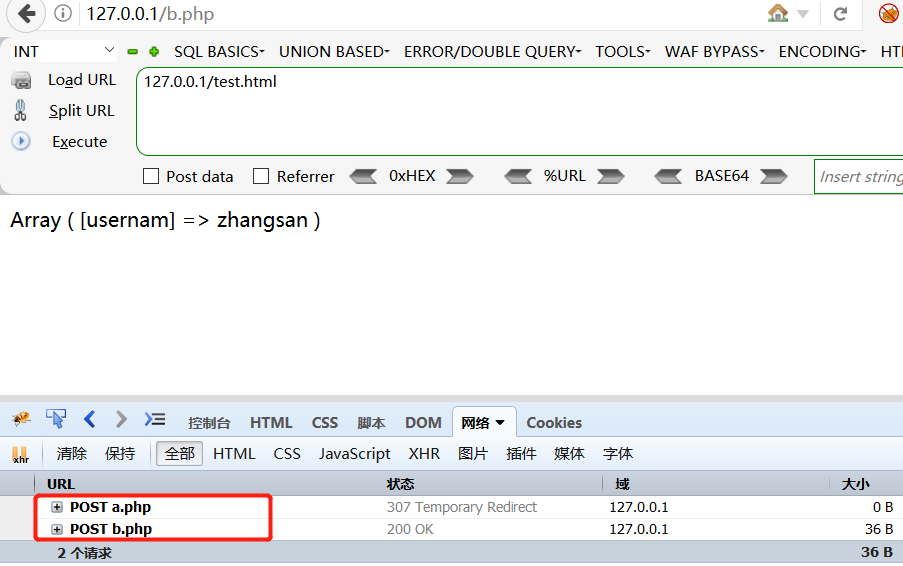 127.0.0.1/b.php
INT SQL BASICS UNION BASED ERROR/DOUBLE QUERY TOOLS WAF BYPASS ENCODING HTI
Load URL 127.0.0.1/test.html
Split URL
Execute
Post data Referrer 0xHEX %URL BASE64 Insert string
Array ( [usernam] => zhangsan )
控制台 HTML CSS 脚本 DOM 网络 Cookies
xhr 清除 保持 全部 HTML CSS JavaScript XHR 图片 插件 媒体 字体
URL 状态 域 大小
POST a.php 307 Temporary Redirect 127.0.0.1 0 B
POST b.php 200 OK 127.0.0.1 36 B
2 个请求 36 B